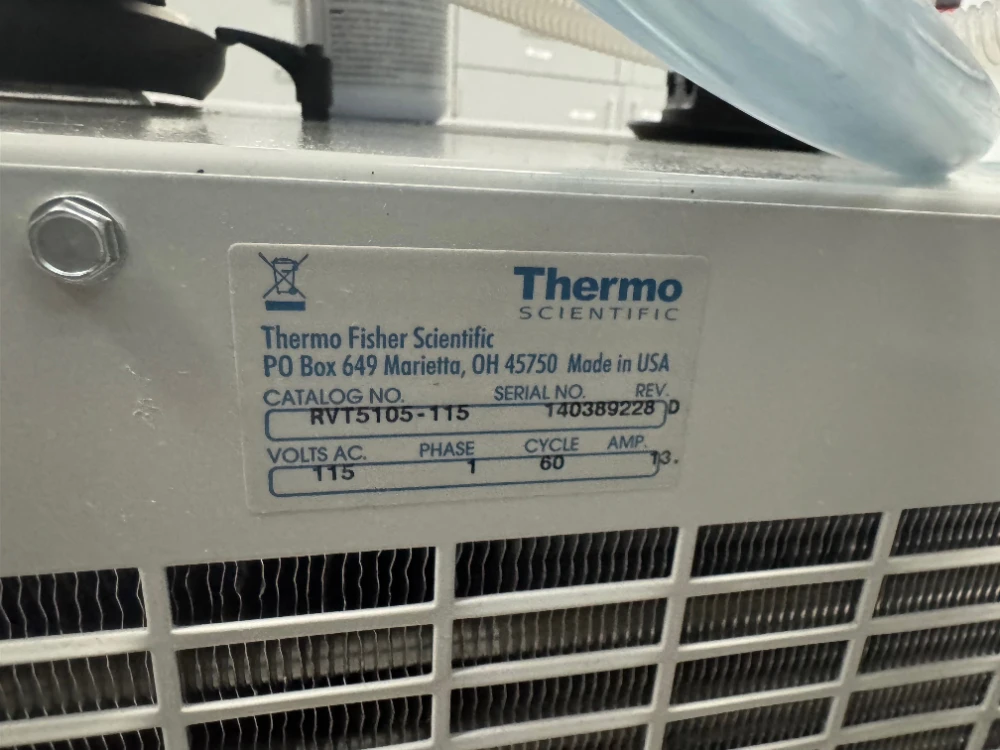 Thermo
SCIENTIFIC
Thermo Fisher Scientific
PO Box 649 Marietta, OH 45750 Made in USA
CATALOG NO. SERIAL NO. REV.
RVT5105-115 140389228 D
VOLTS AC. PHASE CYCLE AMP.
115 1 60 13.